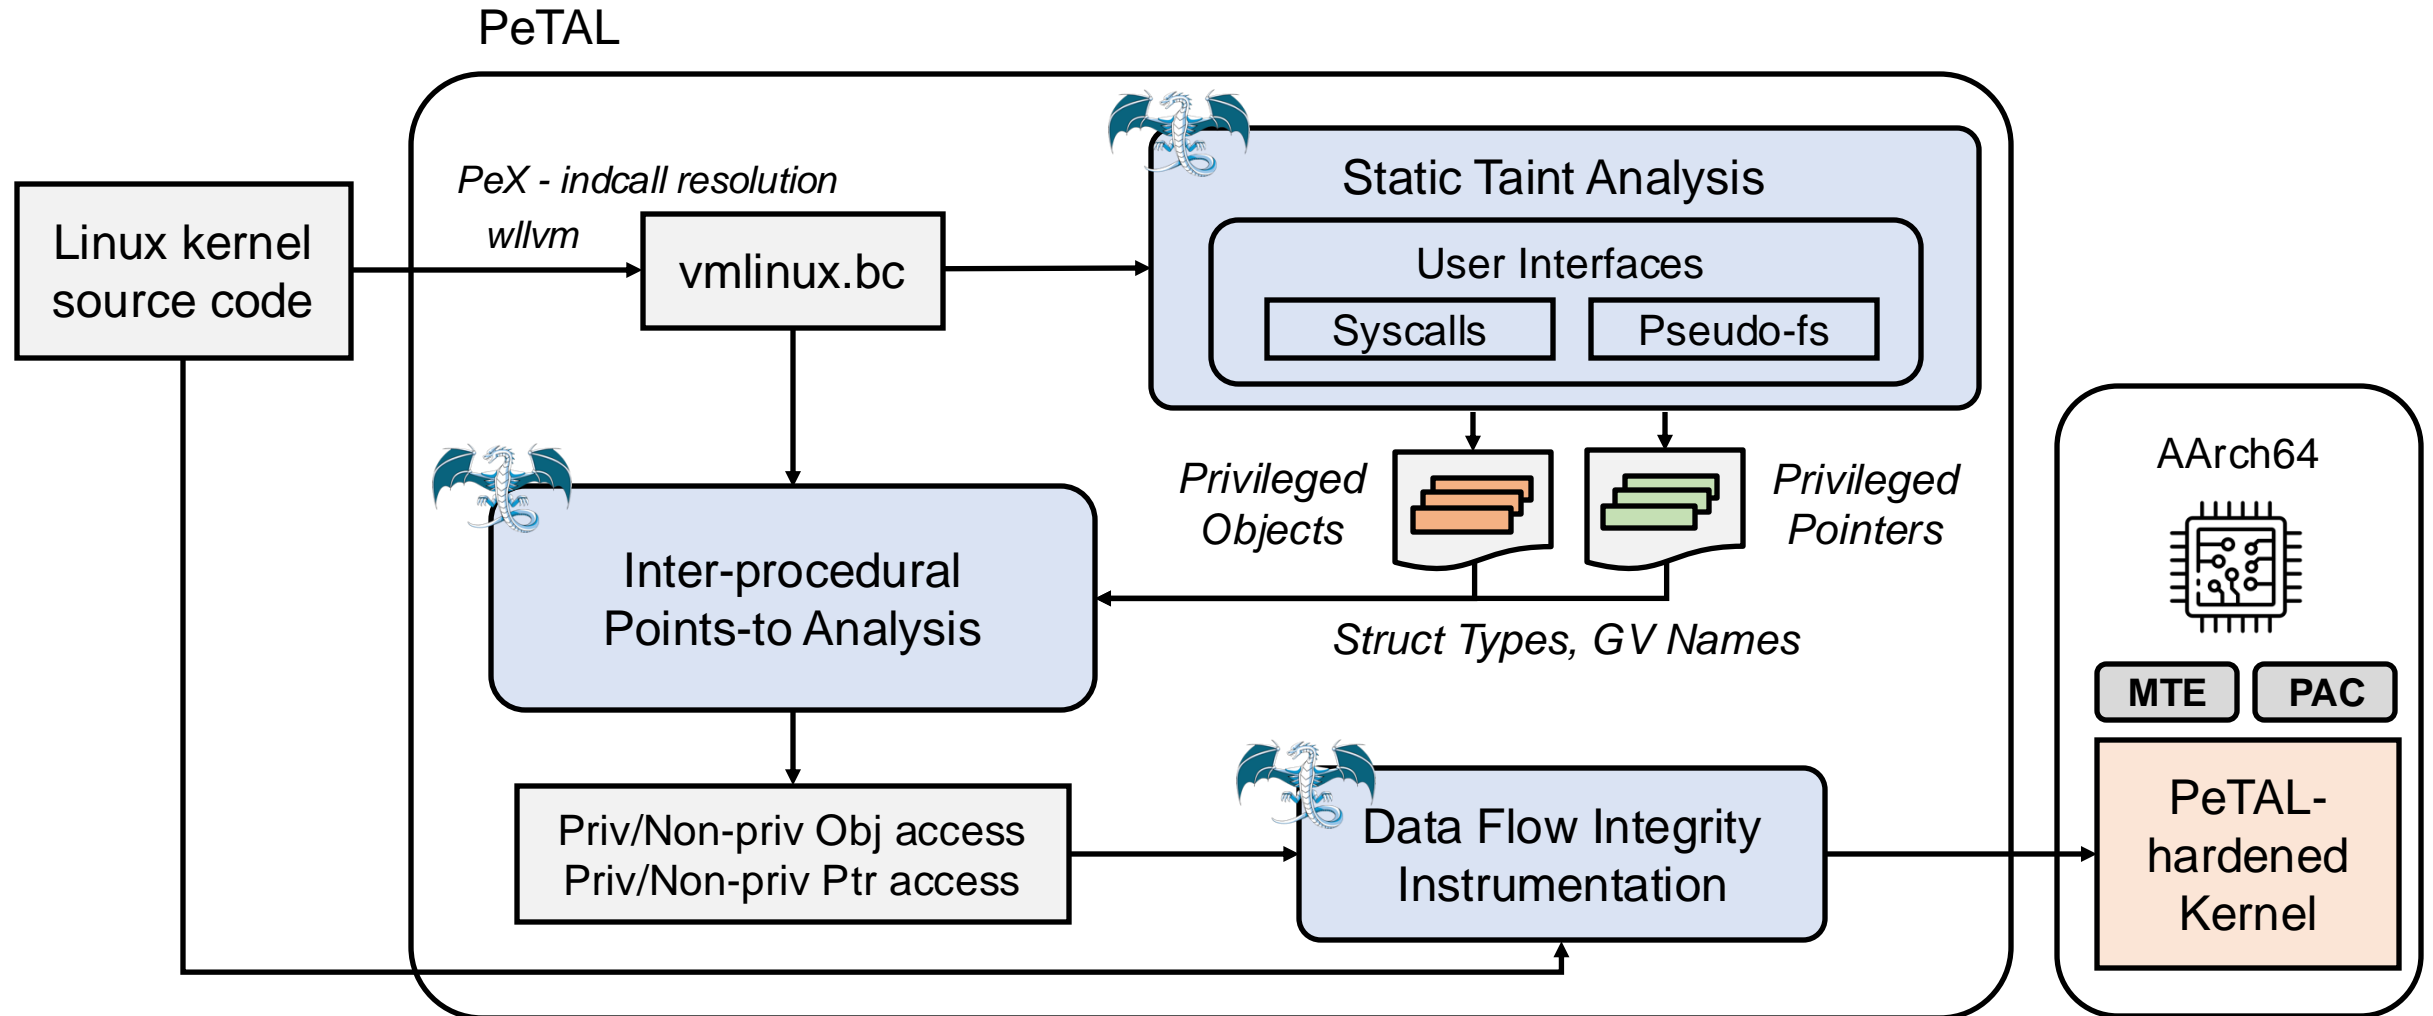 PeTAL
PeX - indcall resolution
wllvm
Linux kernel
source code
vmlinux.bc
Static Taint Analysis
User Interfaces
Syscalls
Pseudo-fs
Privileged
Objects
Privileged
Pointers
Struct Types, GV Names
Inter-procedural
Points-to Analysis
Priv/Non-priv Obj access
Priv/Non-priv Ptr access
Data Flow Integrity
Instrumentation
AArch64
MTE
PAC
PeTAL-
hardened
Kernel